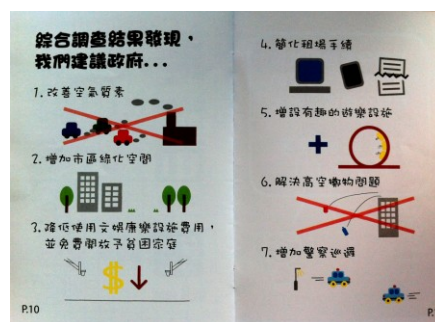 綜合調查結果發現，
我們建議政府...
1. 改善空氣質素
2. 增加市區綠化空間
3. 降低使用文娛康樂設施費用，
並免費開放予貧困家庭
P.10
4. 簡化租場手續
5. 增設有趣的遊樂設施
6. 解決高空擲物問題
7. 增加警察巡邏
P.